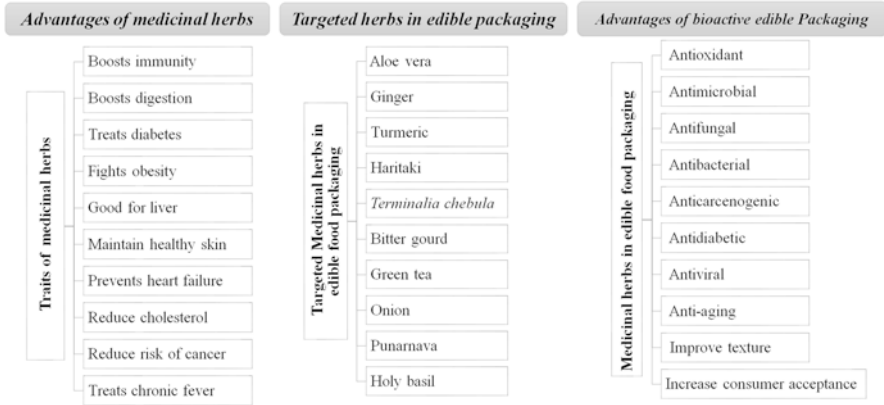 Advantages of medicinal herbs
Traits of medicinal herbs
Boosts immunity
Boosts digestion
Treats diabetes
Fights obesity
Good for liver
Maintain healthy skin
Prevents heart failure
Reduce cholesterol
Reduce risk of cancer
Treats chronic fever
Targeted herbs in edible packaging
Targeted Medicinal herbs in
edible food packaging
Aloe vera
Ginger
Turmeric
Haritaki
Terminalia chebula
Bitter gourd
Green tea
Onion
Punarnava
Holy basil
Advantages of bioactive edible Packaging
Medicinal herbs in edible food packaging
Antioxidant
Antimicrobial
Antifungal
Antibacterial
Anticarcenogenic
Antidiabetic
Antiviral
Anti-aging
Improve texture
Increase consumer acceptance